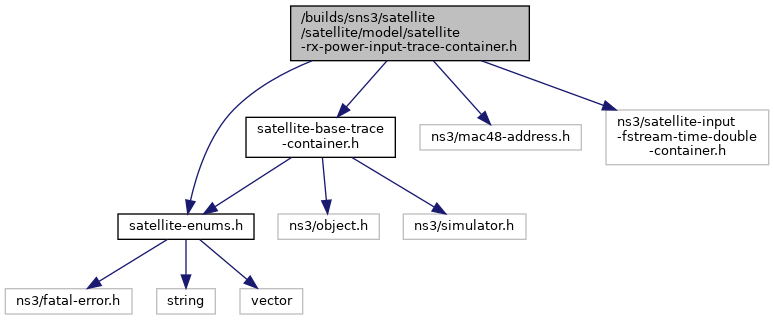 /builds/sns3/satellite
/satellite/model/satellite
-rx-power-input-trace-container.h
satellite-base-trace
-container.h
ns3/mac48-address.h
ns3/satellite-input
-fstream-time-double
-container.h
satellite-enums.h
ns3/object.h
ns3/simulator.h
ns3/fatal-error.h
string
vector